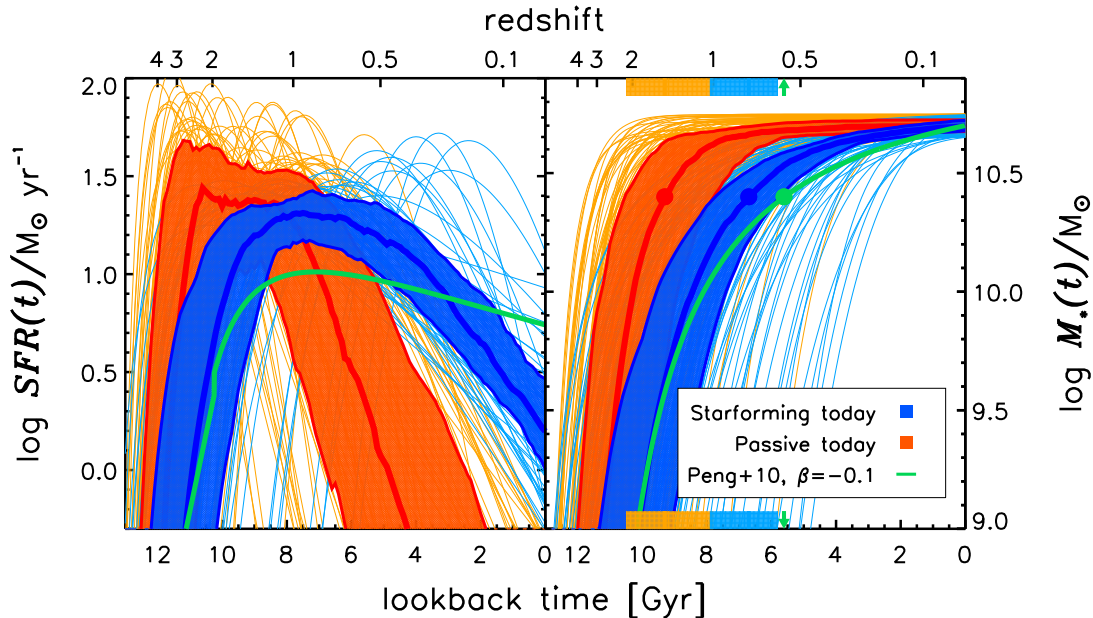 redshift
4 3 2 1 0.5 0.1 4 3 2 1 0.5 0.1
2.0
1.5
1.0
0.5
0.0
log SFR(t)/M⊙ yr⁻¹
10.5
10.0
9.5
9.0
log M*(t)/M⊙
Starforming today
Passive today
Peng+10, β=−0.1
12 10 8 6 4 2 0 12 10 8 6 4 2 0
lookback time [Gyr]